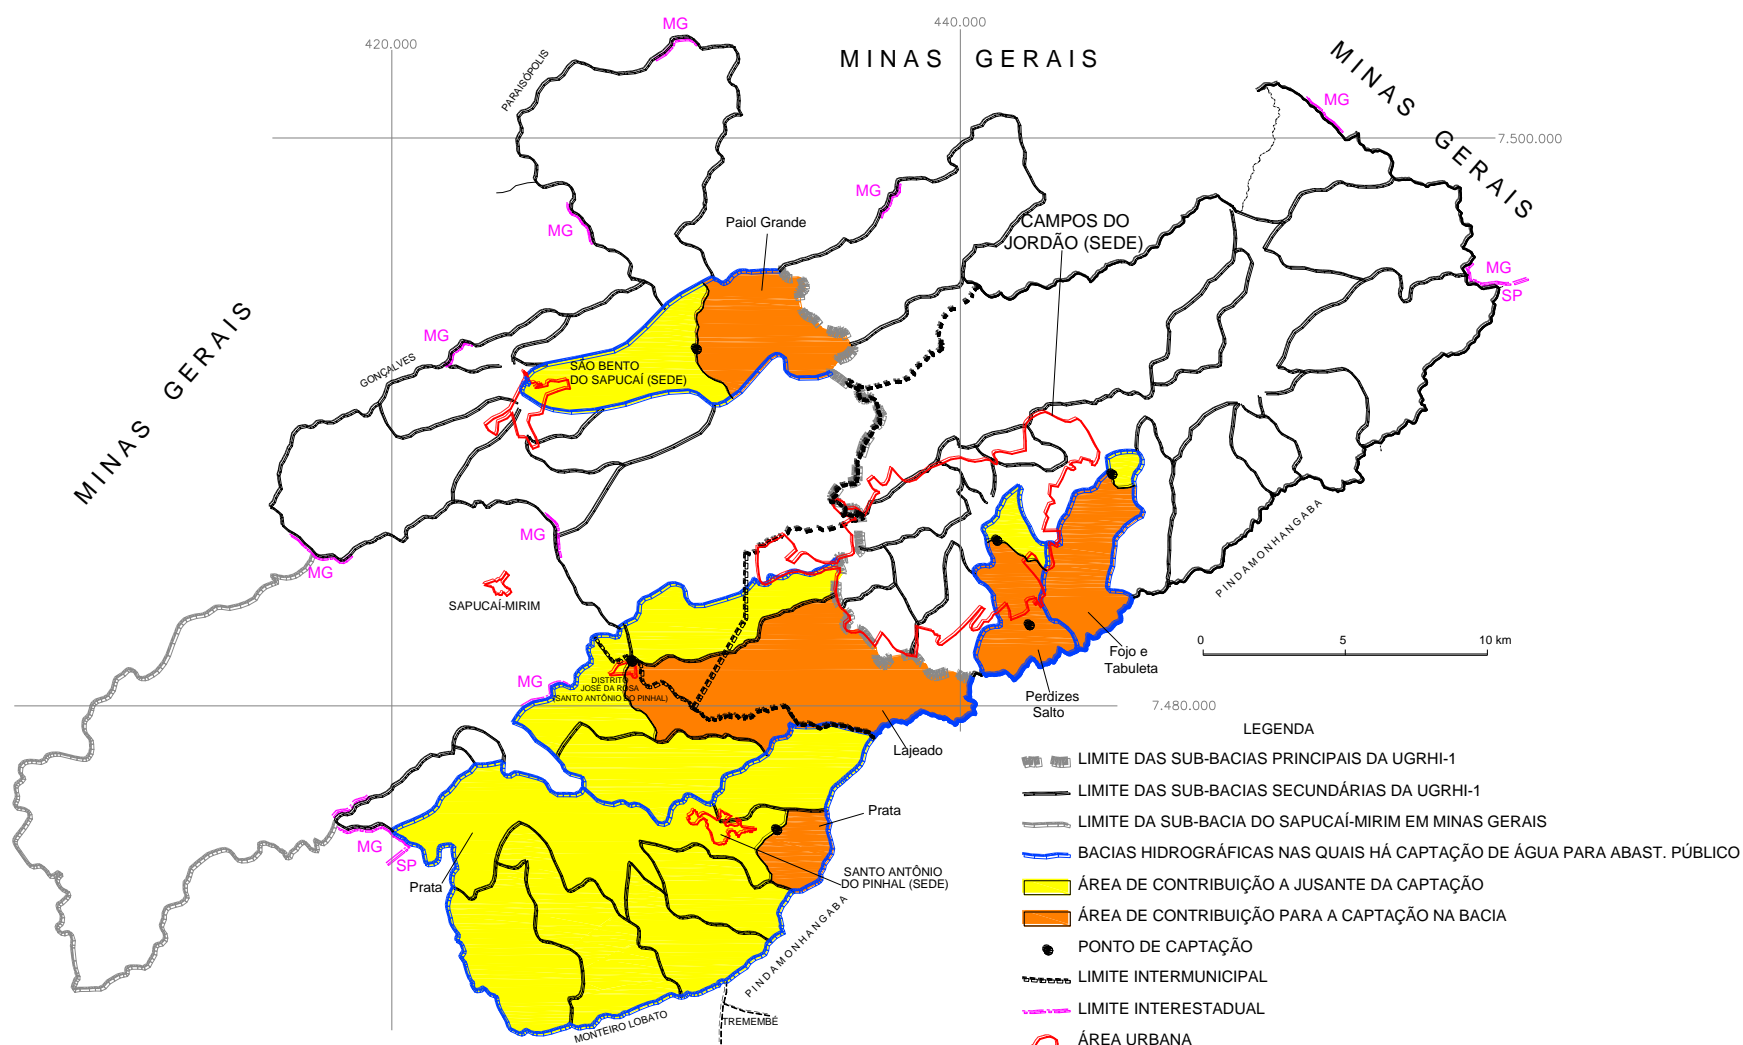 MG
440.000
420.000
MINAS GERAIS
MINAS GERAIS
PARAISÓPOLIS
MG
7.500.000
MG
MG
Paiol Grande
CAMPOS DO
JORDÃO (SEDE)
MG
SP
MINAS GERAIS
MG
GONÇALVES
SÃO BENTO
DO SAPUCAÍ (SEDE)
MG
MG
SAPUCAÍ-MIRIM
PINDAMONHANGABA
0 5 10 km
Fojo e
Tabuleta
MG
DISTRITO
JOSÉ DA ROSA
(SANTO ANTÔNIO DO PINHAL)
Perdizes
Salto
7.480.000
Lajeado
Prata
MG
SP
Prata
SANTO ANTÔNIO
DO PINHAL (SEDE)
PINDAMONHANGABA
MONTEIRO LOBATO
TREMEMBÉ
LEGENDA
LIMITE DAS SUB-BACIAS PRINCIPAIS DA UGRHI-1
LIMITE DAS SUB-BACIAS SECUNDÁRIAS DA UGRHI-1
LIMITE DA SUB-BACIA DO SAPUCAÍ-MIRIM EM MINAS GERAIS
BACIAS HIDROGRÁFICAS NAS QUAIS HÁ CAPTAÇÃO DE ÁGUA PARA ABAST. PÚBLICO
ÁREA DE CONTRIBUIÇÃO A JUSANTE DA CAPTAÇÃO
ÁREA DE CONTRIBUIÇÃO PARA A CAPTAÇÃO NA BACIA
PONTO DE CAPTAÇÃO
LIMITE INTERMUNICIPAL
LIMITE INTERESTADUAL
ÁREA URBANA